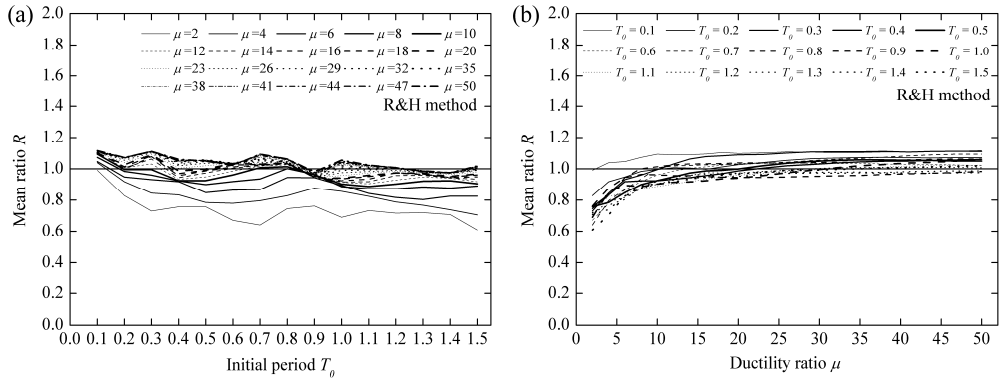 (a)
μ=2 μ=4 μ=6 μ=8 μ=10
μ=12 μ=14 μ=16 μ=18 μ=20
μ=23 μ=26 μ=29 μ=32 μ=35
μ=38 μ=41 μ=44 μ=47 μ=50
R&H method
2.0
1.8
1.6
1.4
1.2
1.0
0.8
0.6
0.4
0.2
0.0
Mean ratio R
0.0 0.1 0.2 0.3 0.4 0.5 0.6 0.7 0.8 0.9 1.0 1.1 1.2 1.3 1.4 1.5
Initial period T0
(b)
T0 = 0.1 T0 = 0.2 T0 = 0.3 T0 = 0.4 T0 = 0.5
T0 = 0.6 T0 = 0.7 T0 = 0.8 T0 = 0.9 T0 = 1.0
T0 = 1.1 T0 = 1.2 T0 = 1.3 T0 = 1.4 T0 = 1.5
R&H method
2.0
1.8
1.6
1.4
1.2
1.0
0.8
0.6
0.4
0.2
0.0
Mean ratio R
0 5 10 15 20 25 30 35 40 45 50
Ductility ratio μ